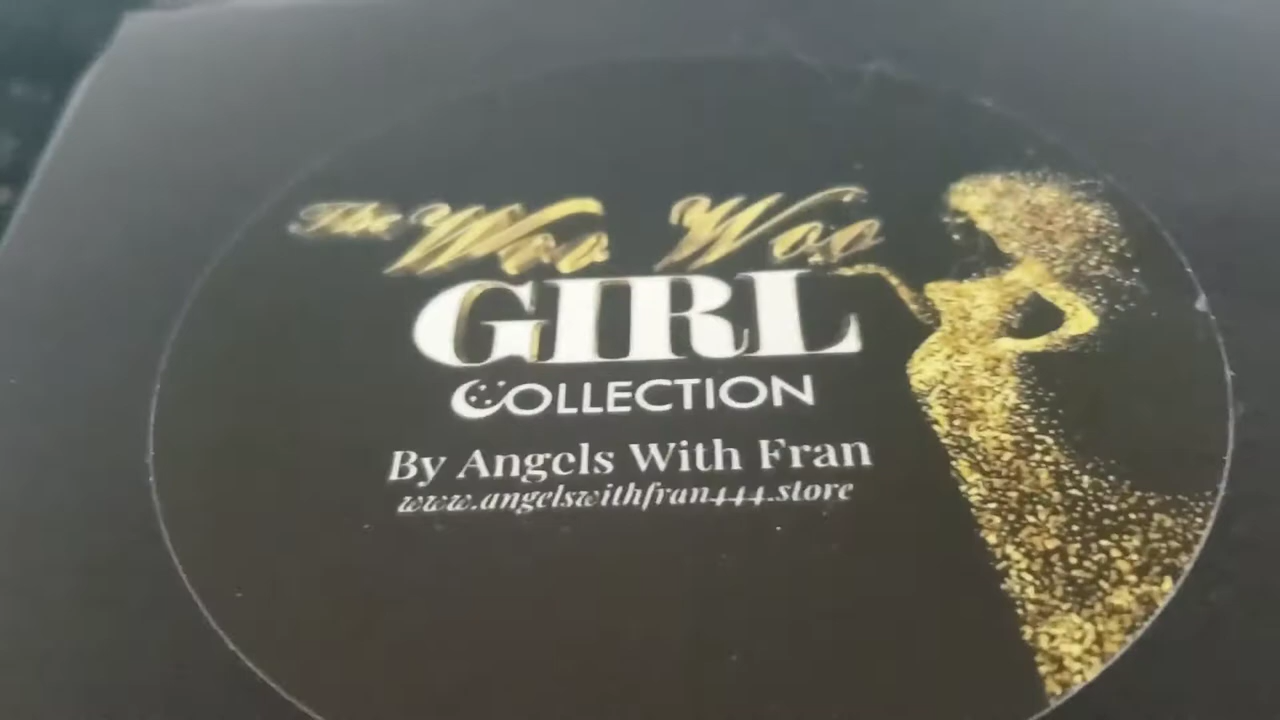 The Woo Woo
GIRL
COLLECTION
By Angels With Fran
www.angelswithfran444.store